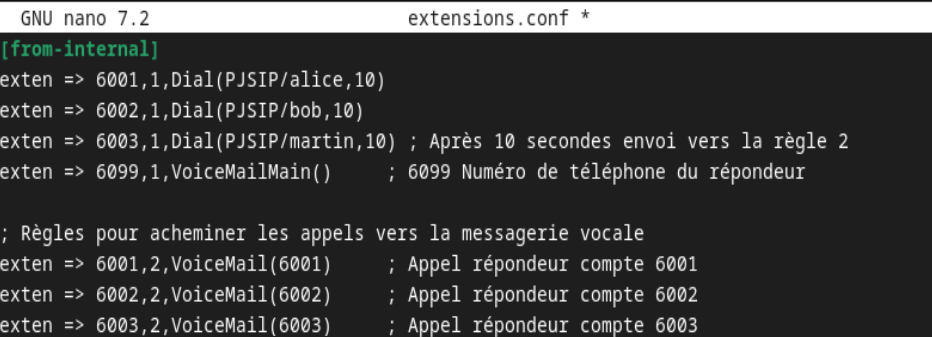 GNU nano 7.2 extensions.conf *
[from-internal]
exten => 6001,1,Dial(PJSIP/alice,10)
exten => 6002,1,Dial(PJSIP/bob,10)
exten => 6003,1,Dial(PJSIP/martin,10) ; Après 10 secondes envoi vers la règle 2
exten => 6099,1,VoiceMailMain() ; 6099 Numéro de téléphone du répondeur
; Règles pour acheminer les appels vers la messagerie vocale
exten => 6001,2,VoiceMail(6001) ; Appel répondeur compte 6001
exten => 6002,2,VoiceMail(6002) ; Appel répondeur compte 6002
exten => 6003,2,VoiceMail(6003) ; Appel répondeur compte 6003